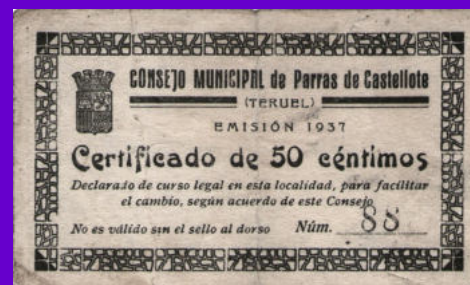 CONSEJO MUNICIPAL de Parras de Castellote
(TERUEL)
EMISIÓN 1937
Certificado de 50 céntimos
Declarado de curso legal en esta localidad, para facilitar
el cambio, según acuerdo de este Consejo
No es válido sin el sello al dorso Núm. 88